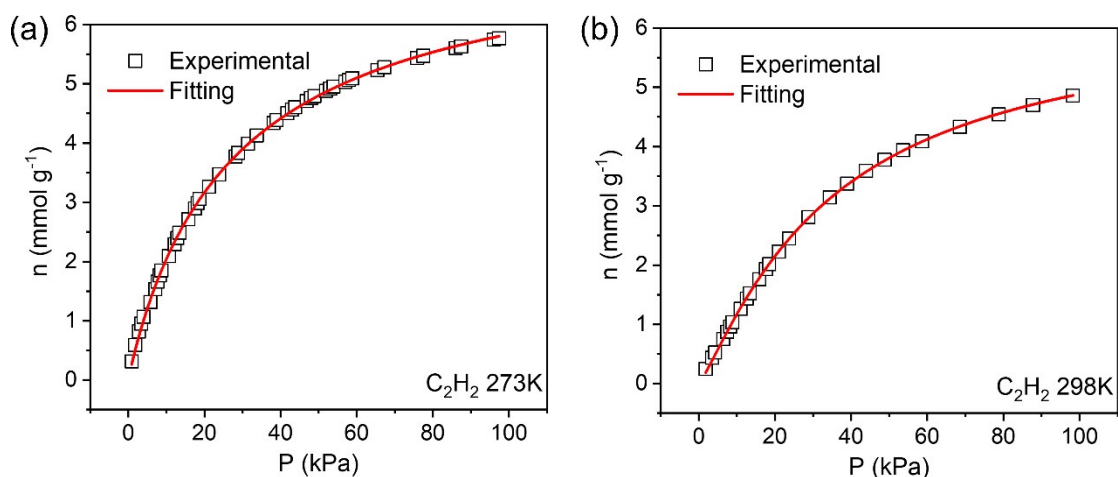 (a)
6
5
4
3
2
1
0
n (mmol g⁻¹)
Experimental
Fitting
C₂H₂ 273K
0 20 40 60 80 100
P (kPa)
(b)
6
5
4
3
2
1
0
n (mmol g⁻¹)
Experimental
Fitting
C₂H₂ 298K
0 20 40 60 80 100
P (kPa)